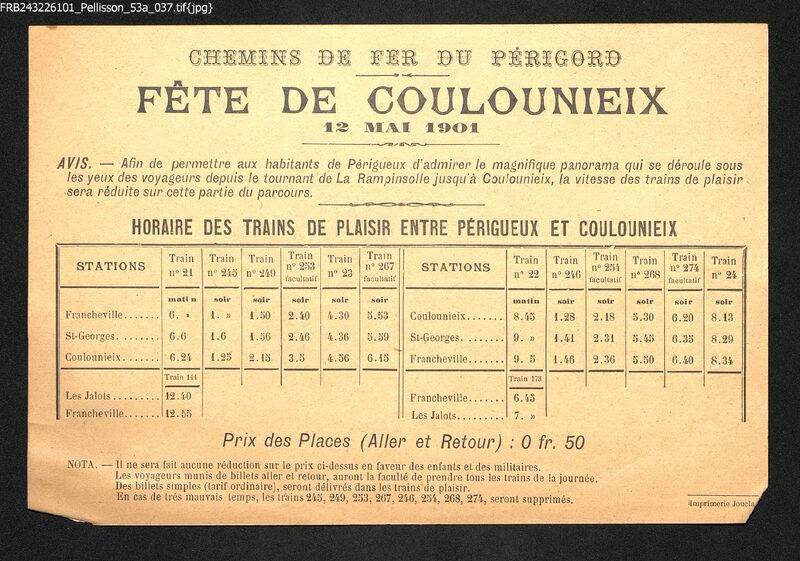 FRB243226101_Pellisson_53a_037.tif{jpg}
CHEMINS DE FER DU PÉRIGORD
FÊTE DE COULOUNIEIX
12 MAI 1901
AVIS. — Afin de permettre aux habitants de Périgueux d'admirer le magnifique panorama qui se déroule sous
les yeux des voyageurs depuis le tournant de La Rampinsolle jusqu'à Coulounieix, la vitesse des trains de plaisir
sera réduite sur cette partie du parcours.
HORAIRE DES TRAINS DE PLAISIR ENTRE PÉRIGUEUX ET COULOUNIEIX
STATIONS Train nº 21 Train nº 245 Train nº 249 Train nº 253 facultatif Train nº 23 Train nº 267 facultatif STATIONS Train nº 22 Train nº 246 Train nº 254 facultatif Train nº 268 Train nº 274 facultatif Train nº 24
matin soir soir soir soir soir matin soir soir soir soir soir
Francheville....... 6. » 1. » 1.50 2.40 4.30 5.53 Coulounieix....... 8.45 1.28 2.18 5.30 6.20 8.13
St-Georges....... 6.6 1.6 1.56 2.46 4.36 5.59 St-Georges....... 9. » 1.41 2.31 5.45 6.35 8.29
Coulounieix....... 6.24 1.25 2.15 3.5 4.56 6.15 Francheville....... 9. 5 1.46 2.36 5.50 6.40 8.34
Train 144 Train 173
Les Jalots......... 12.40 Francheville....... 6.45
Francheville....... 12.55 Les Jalots......... 7. »
Prix des Places (Aller et Retour) : 0 fr. 50
NOTA. — Il ne sera fait aucune réduction sur le prix ci-dessus en faveur des enfants et des militaires.
Les voyageurs munis de billets aller et retour, auront la faculté de prendre tous les trains de la journée.
Des billets simples (tarif ordinaire), seront délivrés dans les trains de plaisir.
En cas de très mauvais temps, les trains 245, 249, 253, 267, 246, 254, 268, 274, seront supprimés.
Imprimerie Joucla